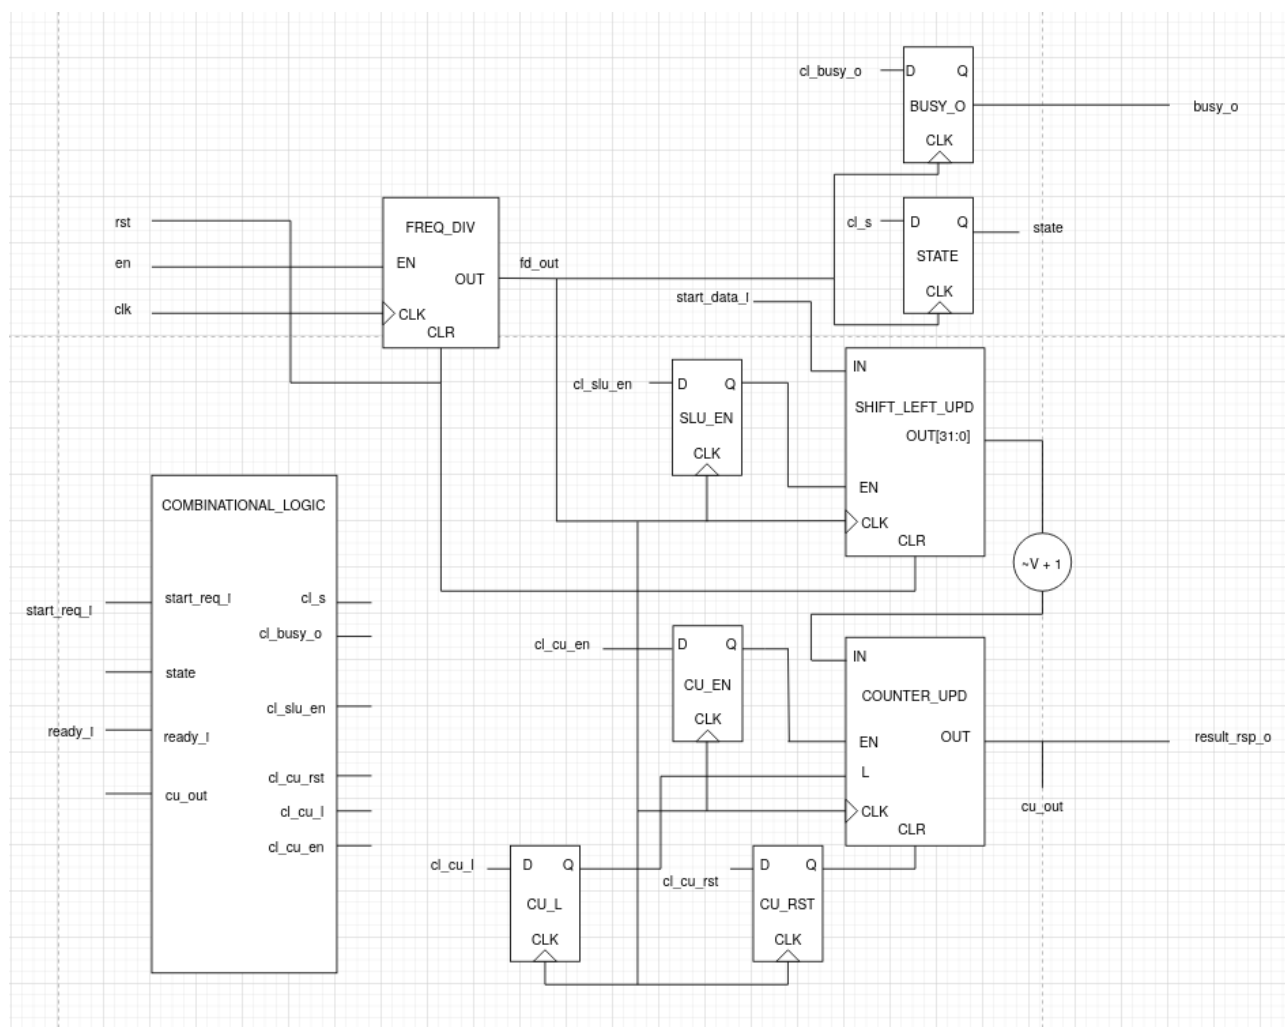 cl_busy_o
D
Q
BUSY_O
CLK
busy_o
rst
en
clk
FREQ_DIV
EN
OUT
CLK
CLR
fd_out
cl_s
D
Q
STATE
CLK
state
start_data_i
cl_slu_en
D
Q
SLU_EN
CLK
IN
SHIFT_LEFT_UPD
OUT[31:0]
EN
CLK
CLR
~V + 1
COMBINATIONAL_LOGIC
start_req_i
start_req_i
state
ready_i
ready_i
cu_out
cl_s
cl_busy_o
cl_slu_en
cl_cu_rst
cl_cu_l
cl_cu_en
cl_cu_en
D
Q
CU_EN
CLK
IN
COUNTER_UPD
OUT
EN
L
CLK
CLR
result_rsp_o
cu_out
cl_cu_l
D
Q
CU_L
CLK
cl_cu_rst
D
Q
CU_RST
CLK